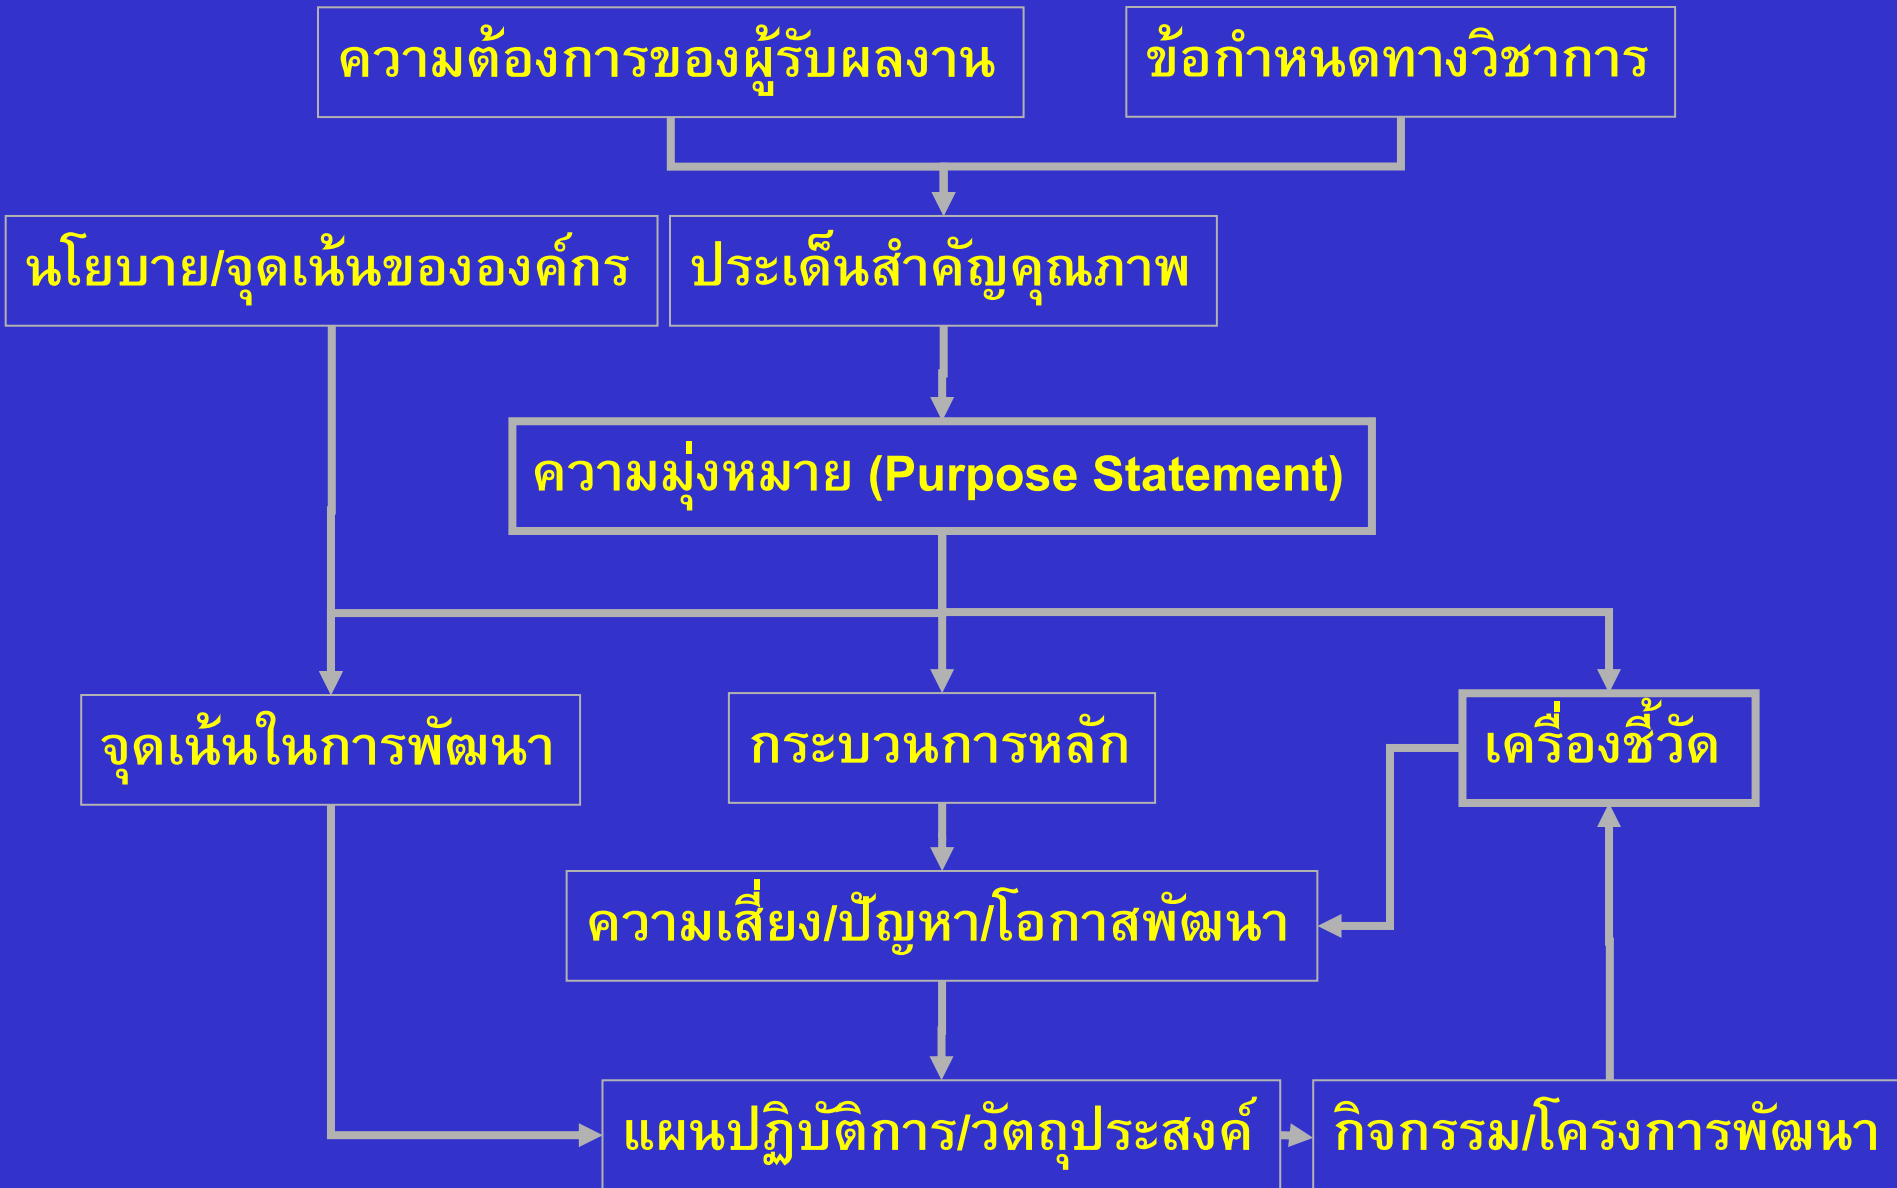 ความต้องการของผู้รับผลงาน
ข้อกำหนดทางวิชาการ
นโยบาย/จุดเน้นขององค์กร
ประเด็นสำคัญคุณภาพ
ความมุ่งหมาย (Purpose Statement)
จุดเน้นในการพัฒนา
กระบวนการหลัก
เครื่องชี้วัด
ความเสี่ยง/ปัญหา/โอกาสพัฒนา
แผนปฏิบัติการ/วัตถุประสงค์
กิจกรรม/โครงการพัฒนา